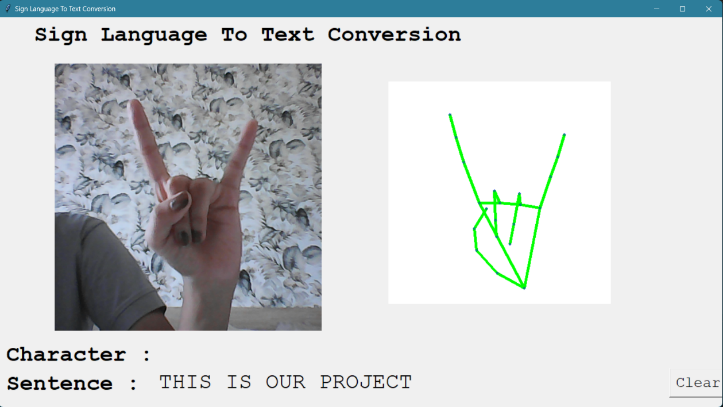 Sign Language To Text Conversion
Sign Language To Text Conversion
Character :
Sentence : THIS IS OUR PROJECT
Clear